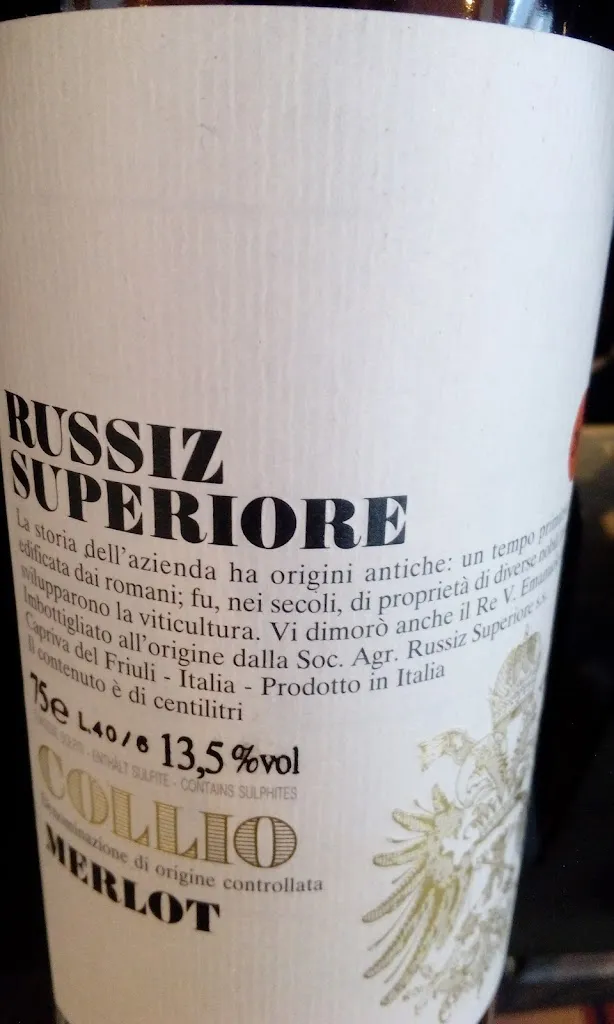 RUSSIZ
SUPERIORE
La storia dell'azienda ha origini antiche: un tempo
edificata dai romani; fu, nei secoli, di proprietà di diverse
svilupparono la viticultura. Vi dimorò anche il Re V.
Imbottigliato all'origine dalla Soc. Agr. Russiz Superiore s.s.
Capriva del Friuli - Italia - Prodotto in Italia
Il contenuto è di centilitri
75e L.40/6 13,5 %vol
- ENTHÄLT SULFITE - CONTAINS SULPHITES
COLLIO
Denominazione di origine controllata
MERLOT